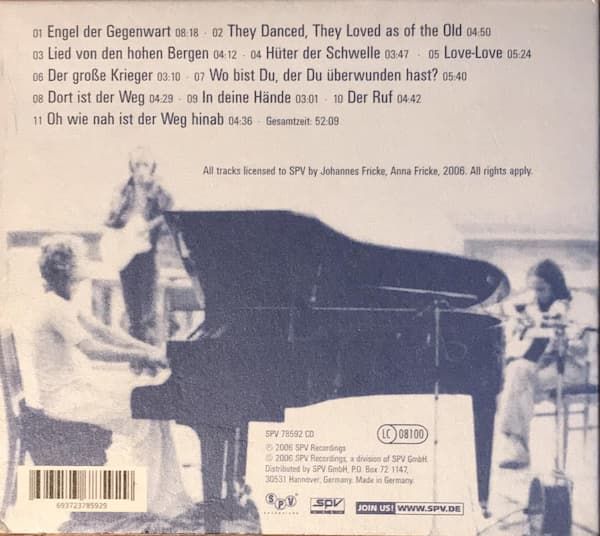 01 Engel der Gegenwart 08:18 · 02 They Danced, They Loved as of the Old 04:50
03 Lied von den hohen Bergen 04:12 · 04 Hüter der Schwelle 03:47 · 05 Love-Love 05:24
06 Der große Krieger 03:10 · 07 Wo bist Du, der Du überwunden hast? 05:40
08 Dort ist der Weg 04:29 · 09 In deine Hände 03:01 · 10 Der Ruf 04:42
11 Oh wie nah ist der Weg hinab 04:36 · Gesamtzeit: 52:09
All tracks licensed to SPV by Johannes Fricke, Anna Fricke, 2006. All rights apply.
SPV 78592 CD
LC 08100
℗ 2006 SPV Recordings
© 2006 SPV Recordings, a division of SPV GmbH.
Distributed by SPV GmbH, P.O. Box 72 1147,
30531 Hannover, Germany. Made in Germany.
693723785929
SPV
SPV
JOIN US! WWW.SPV.DE